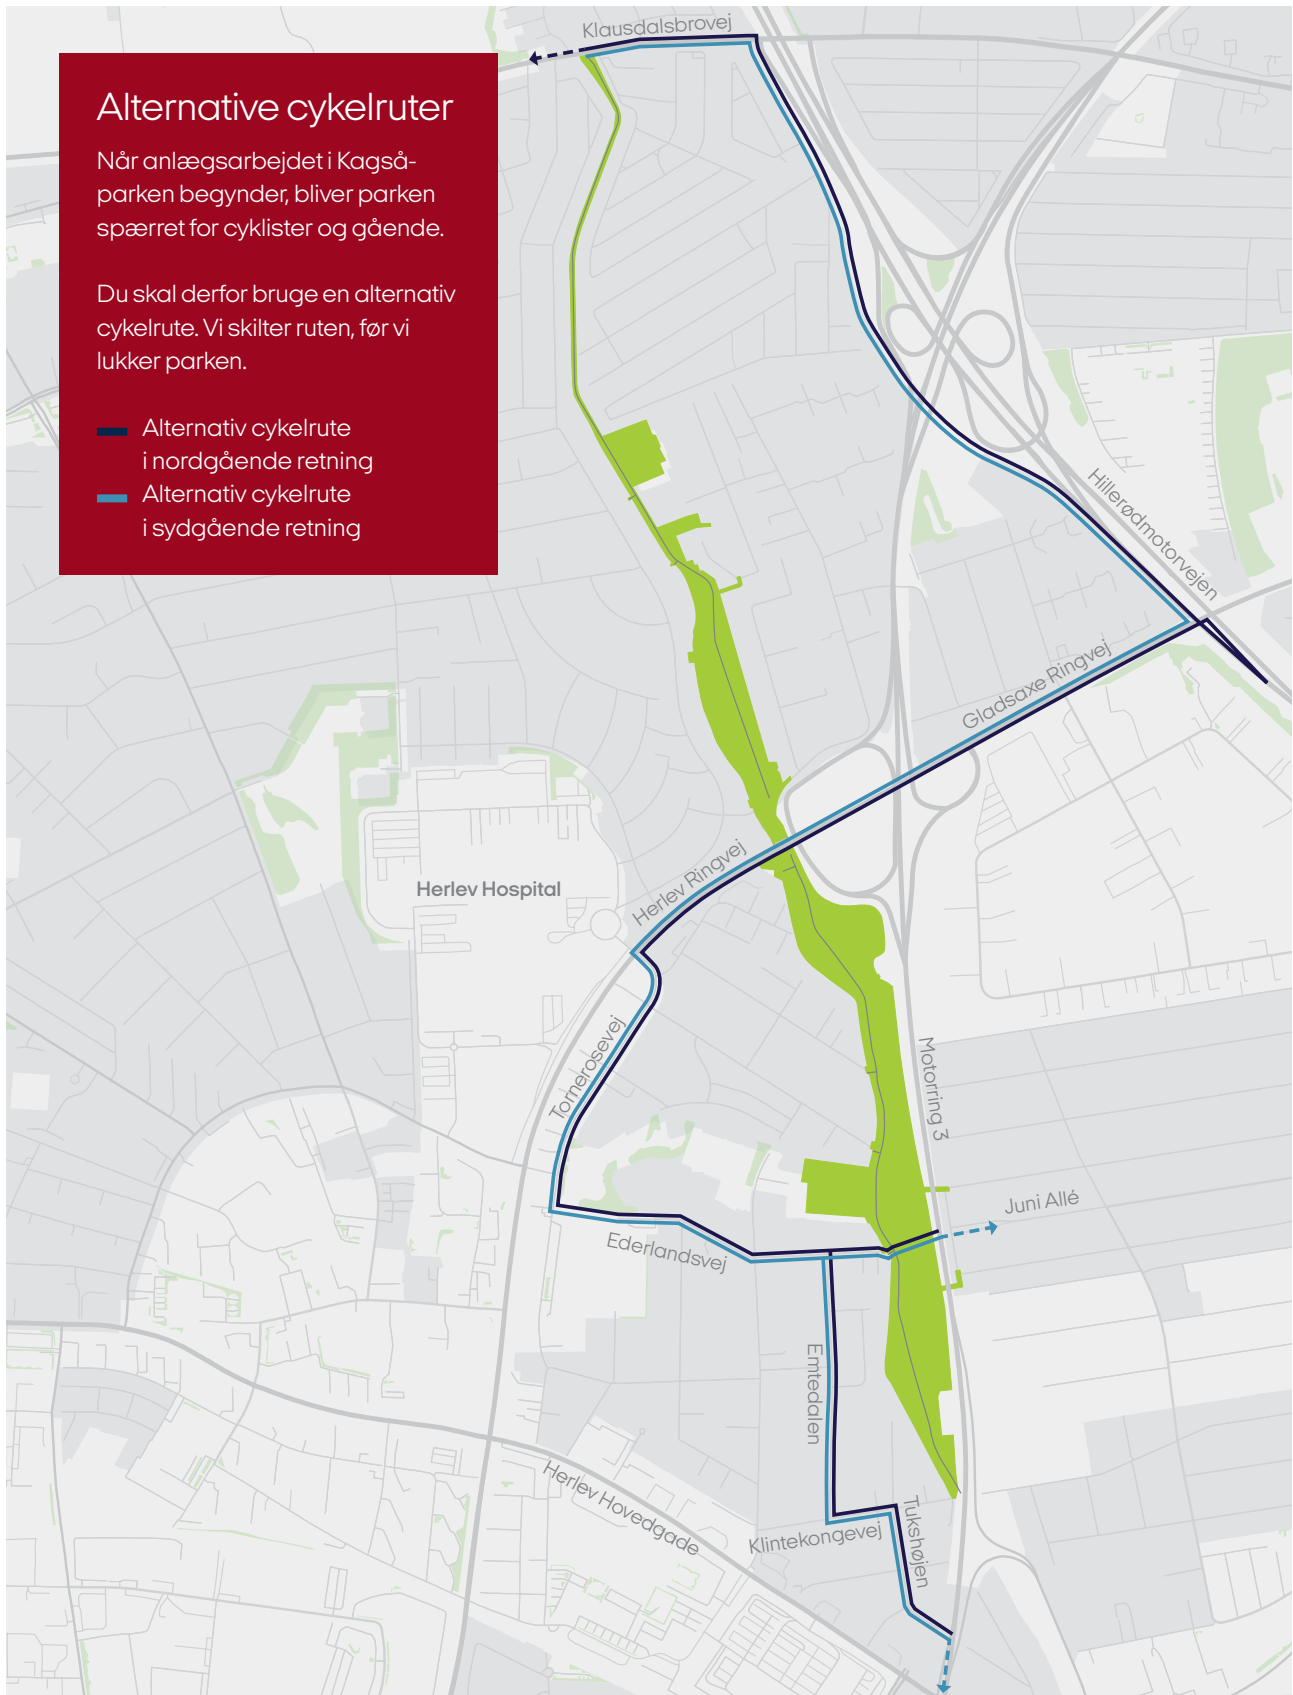 Klausdalsbrovej
Alternative cykelruter
Når anlægsarbejdet i Kagså-
parken begynder, bliver parken
spærret for cyklister og gående.
Du skal derfor bruge en alternativ
cykelrute. Vi skilter ruten, før vi
lukker parken.
Alternativ cykelrute
i nordgående retning
Alternativ cykelrute
i sydgående retning
Hillerødmotorvejen
Gladsaxe Ringvej
Herlev Ringvej
Herlev Hospital
Tornerosevej
Motorring 3
Juni Allé
Ederlandsvej
Emtedalen
Herlev Hovedgade
Klintekongevej
Tukshøjen